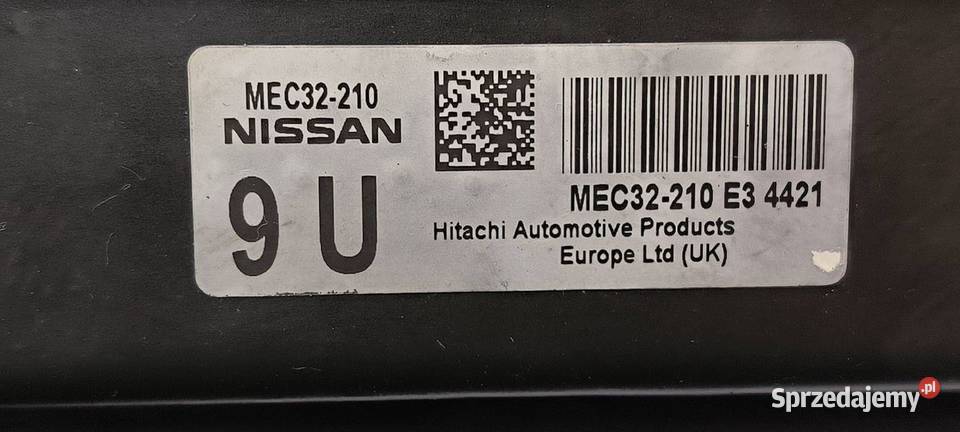 MEC32-210
NISSAN
9 U
MEC32-210 E3 4421
Hitachi Automotive Products
Europe Ltd (UK)
Sprzedajemy.pl